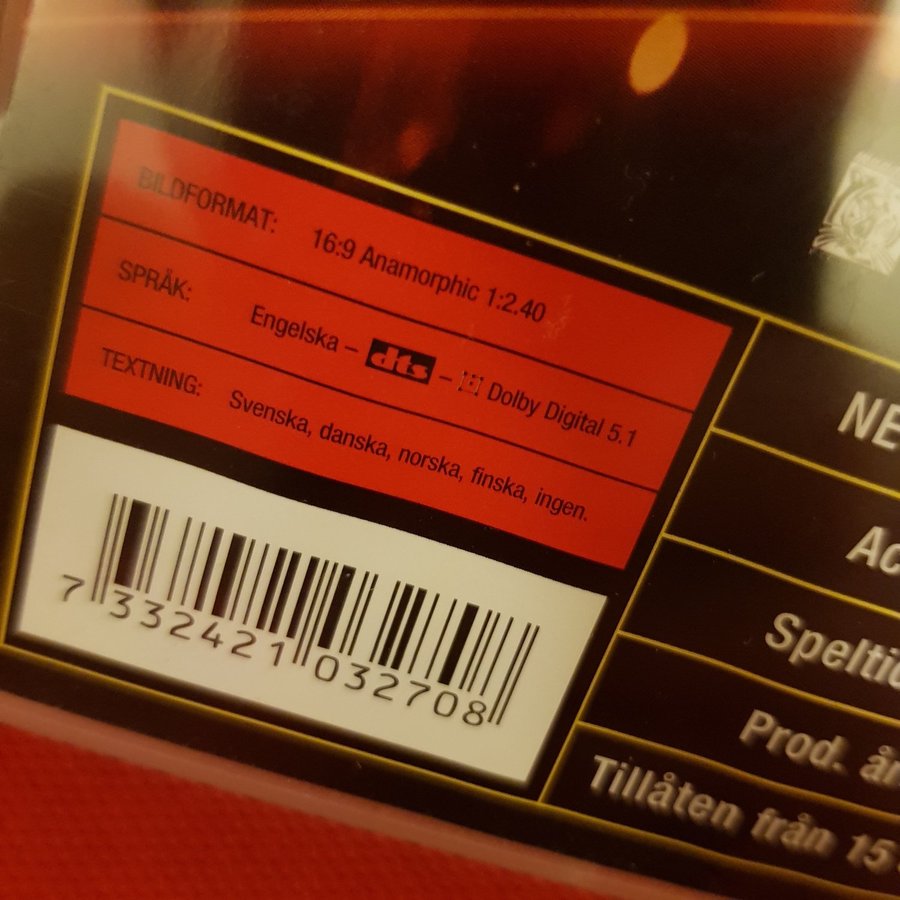 BILDFORMAT: 16:9 Anamorphic 1:2.40
SPRÅK: Engelska – dts – Dolby Digital 5.1
TEXTNING: Svenska, danska, norska, finska, ingen.
7 332421 032708
NE
Ac
Speltid
Prod. år
Tillåten från 15